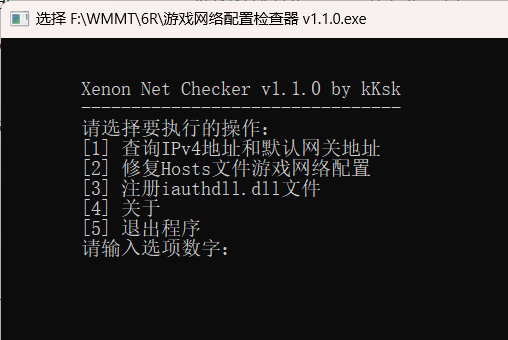 选择 F:\WMMT\6R\游戏网络配置检查器 v1.1.0.exe
Xenon Net Checker v1.1.0 by kKsk
--------------------------------
请选择要执行的操作:
[1] 查询IPv4地址和默认网关地址
[2] 修复Hosts文件游戏网络配置
[3] 注册iauthdll.dll文件
[4] 关于
[5] 退出程序
请输入选项数字: